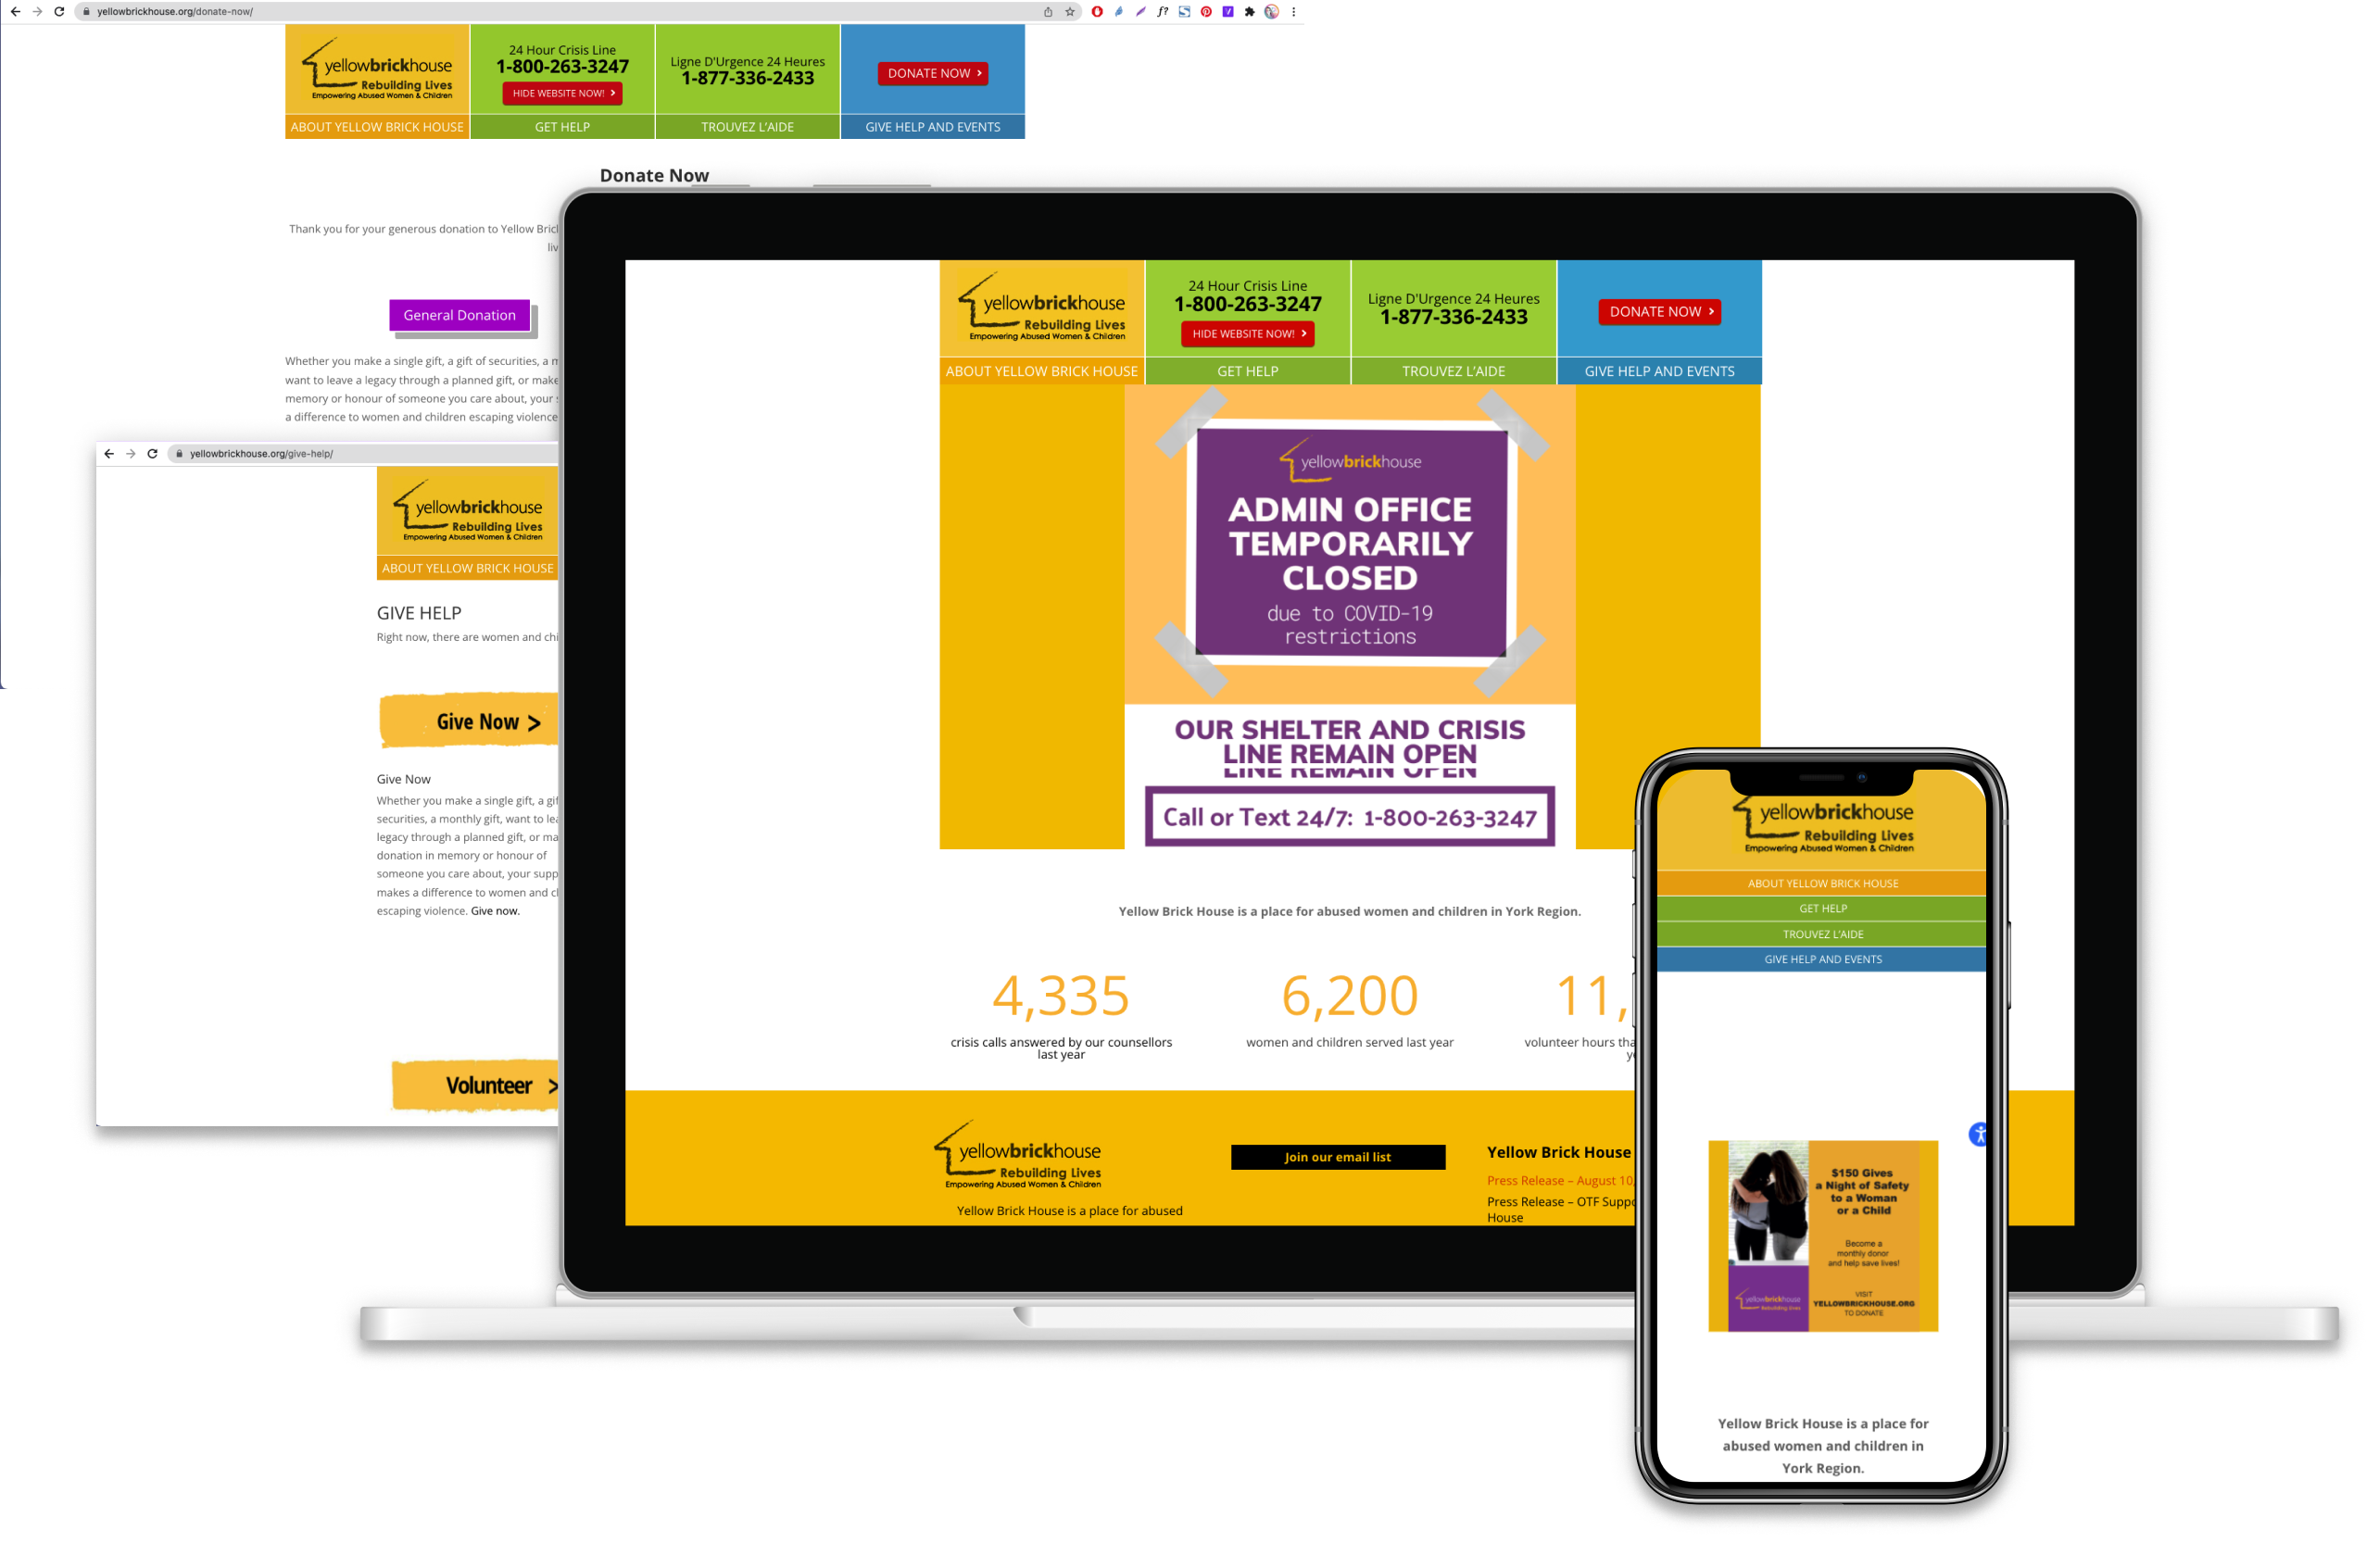 yellowbrickhouse.org/donate-now/
yellowbrickhouse
Rebuilding Lives
Empowering Abused Women & Children
24 Hour Crisis Line
1-800-263-3247
HIDE WEBSITE NOW! >
Ligne D'Urgence 24 Heures
1-877-336-2433
DONATE NOW >
ABOUT YELLOW BRICK HOUSE
GET HELP
TROUVEZ L'AIDE
GIVE HELP AND EVENTS
Donate Now
Thank you for your generous donation to Yellow Bric
liv
General Donation
Whether you make a single gift, a gift of securities, a m
want to leave a legacy through a planned gift, or make
memory or honour of someone you care about, your s
a difference to women and children escaping violence
yellowbrickhouse.org/give-help/
yellowbrickhouse
Rebuilding Lives
Empowering Abused Women & Children
ABOUT YELLOW BRICK HOUSE
GIVE HELP
Right now, there are women and chi
Give Now >
Give Now
Whether you make a single gift, a gif
securities, a monthly gift, want to lea
legacy through a planned gift, or ma
donation in memory or honour of
someone you care about, your supp
makes a difference to women and cl
escaping violence. Give now.
Volunteer >
yellowbrickhouse
Rebuilding Lives
Empowering Abused Women & Children
24 Hour Crisis Line
1-800-263-3247
HIDE WEBSITE NOW! >
Ligne D'Urgence 24 Heures
1-877-336-2433
DONATE NOW >
ABOUT YELLOW BRICK HOUSE
GET HELP
TROUVEZ L'AIDE
GIVE HELP AND EVENTS
yellowbrickhouse
ADMIN OFFICE
TEMPORARILY
CLOSED
due to COVID-19
restrictions
OUR SHELTER AND CRISIS
LINE REMAIN OPEN
LINE REMAIN OPEN
Call or Text 24/7: 1-800-263-3247
Yellow Brick House is a place for abused women and children in York Region.
4,335
crisis calls answered by our counsellors
last year
6,200
women and children served last year
11,
volunteer hours tha
y
yellowbrickhouse
Rebuilding Lives
Empowering Abused Women & Children
Yellow Brick House is a place for abused
Join our email list
Yellow Brick House
Press Release – August 10,
Press Release – OTF Suppo
House
yellowbrickhouse
Rebuilding Lives
Empowering Abused Women & Children
ABOUT YELLOW BRICK HOUSE
GET HELP
TROUVEZ L'AIDE
GIVE HELP AND EVENTS
$150 Gives
a Night of Safety
to a Woman
or a Child
Become a
monthly donor
and help save lives!
yellowbrickhouse
Rebuilding Lives
VISIT
YELLOWBRICKHOUSE.ORG
TO DONATE
Yellow Brick House is a place for
abused women and children in
York Region.